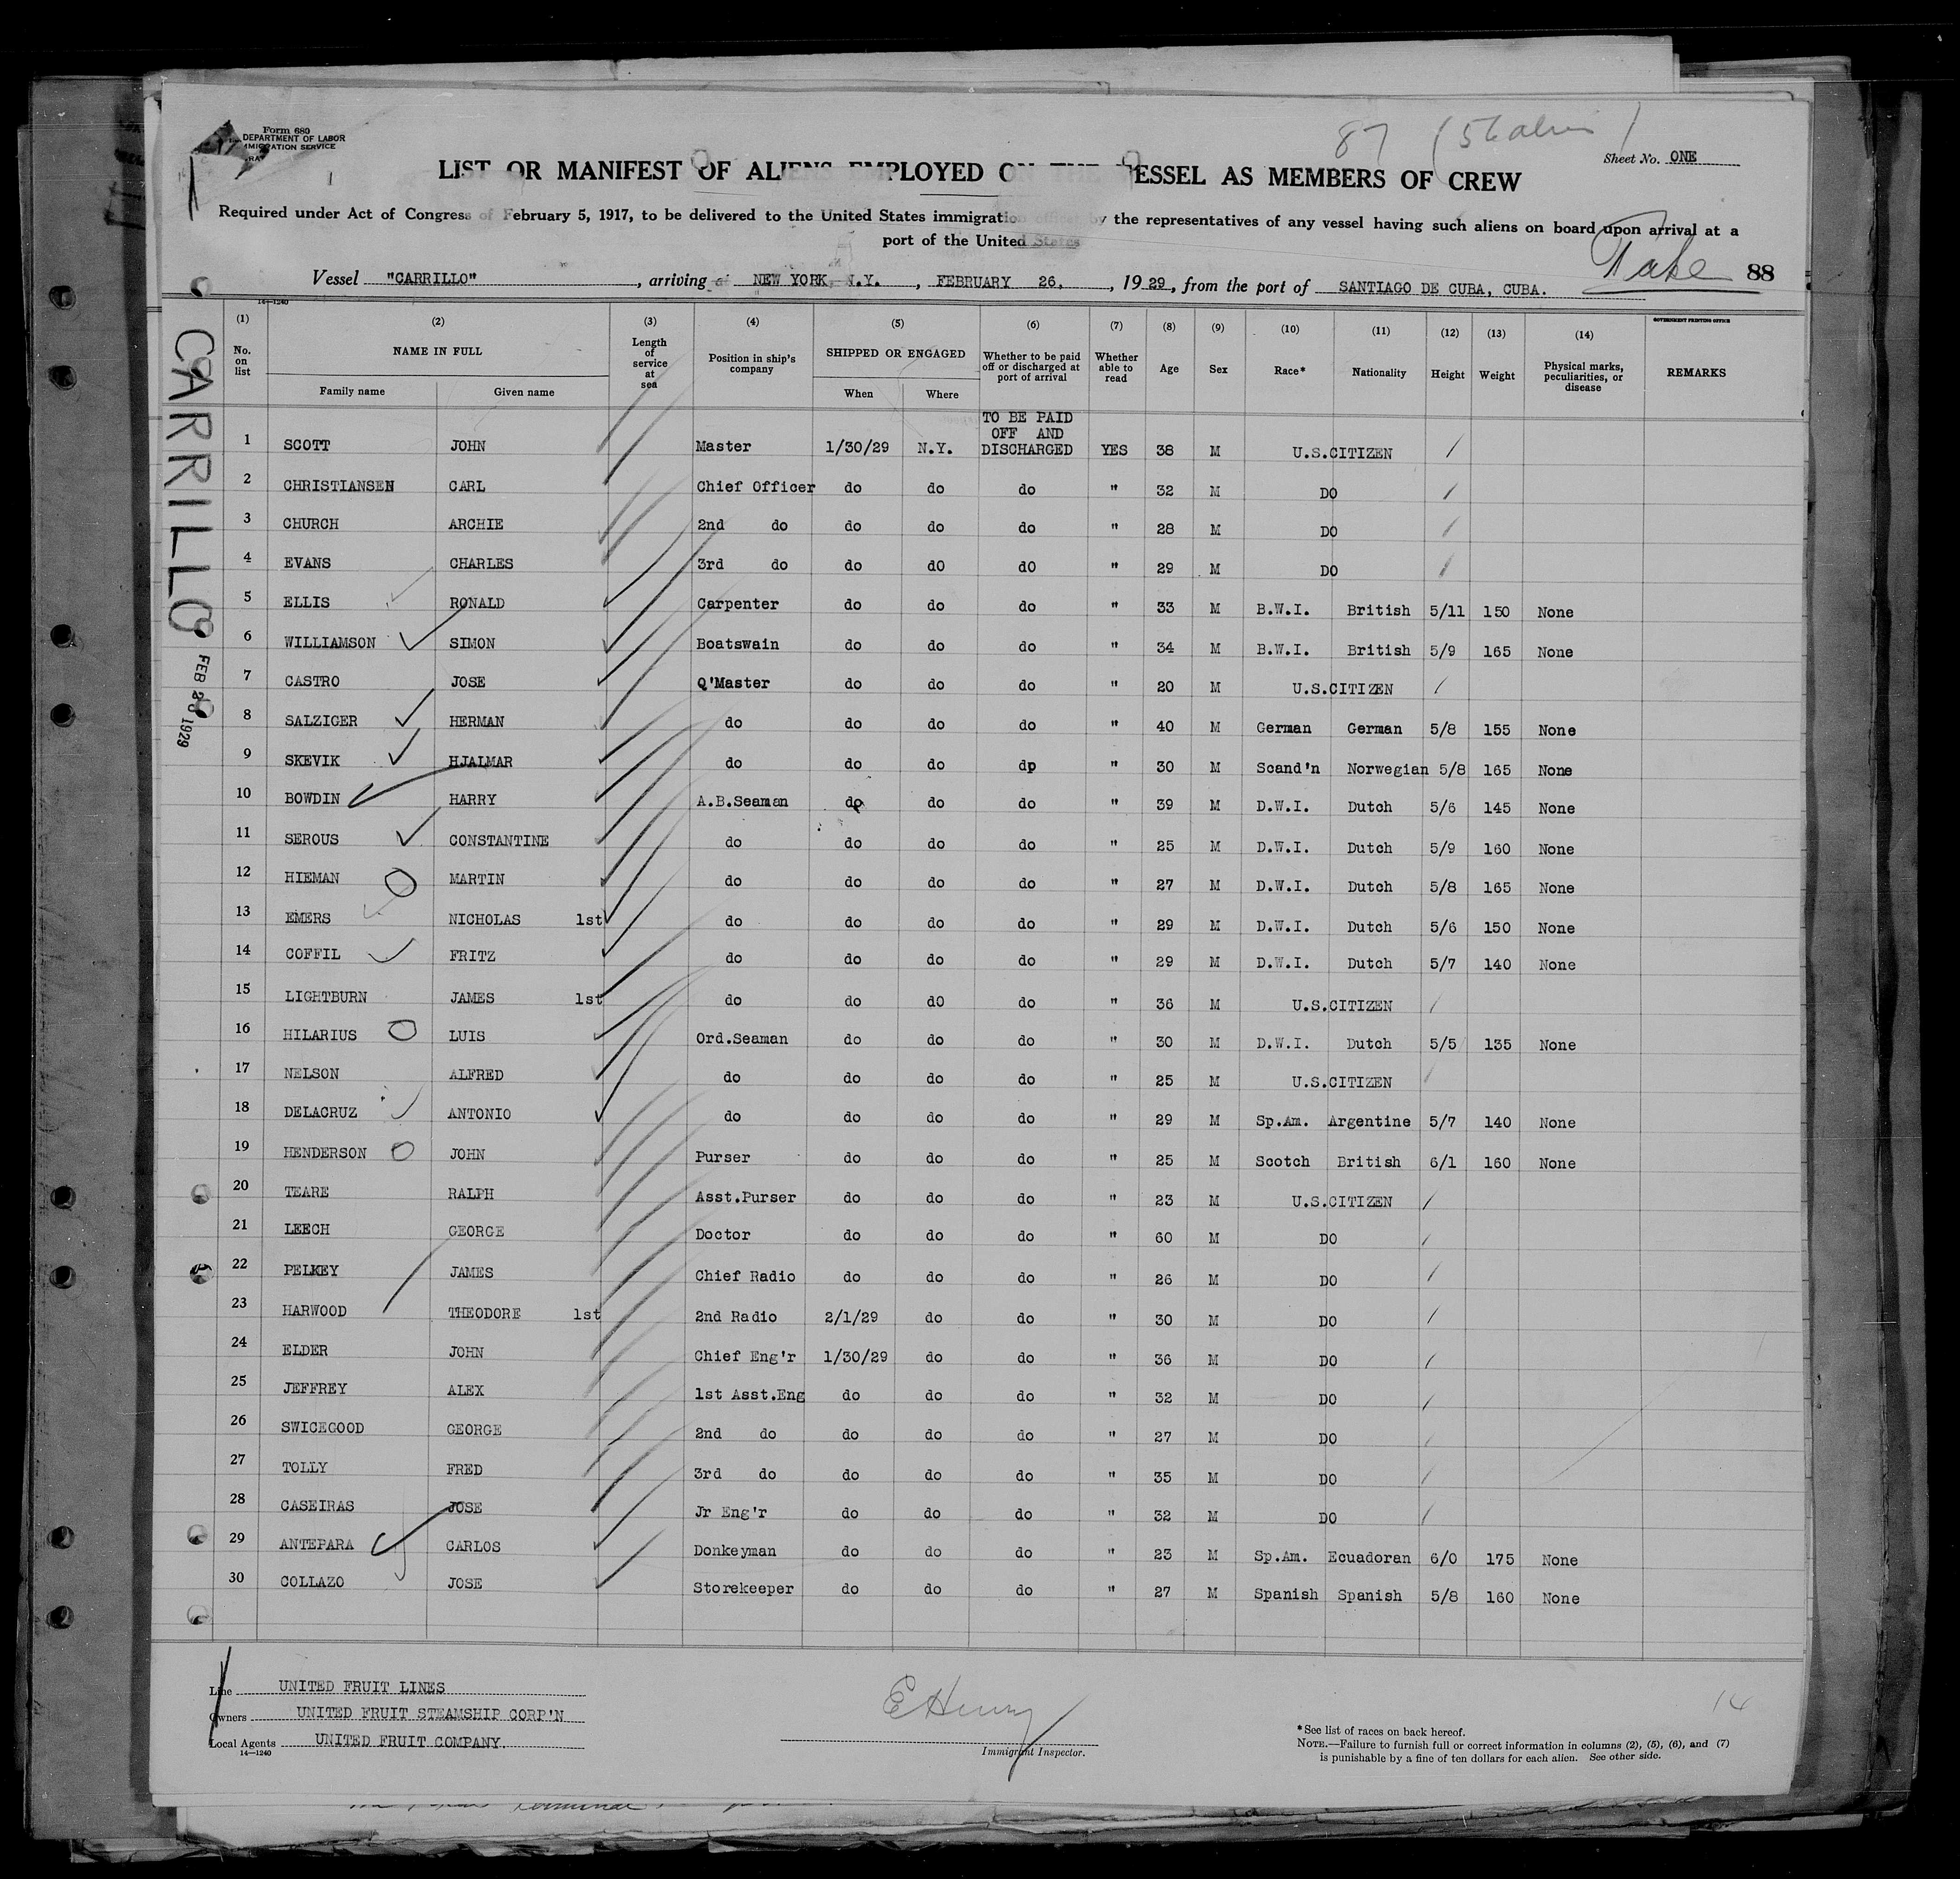 Form 680
DEPARTMENT OF LABOR
IMMIGRATION SERVICE
87 (56
Sheet No. ONE
LIST OR MANIFEST OF ALIENS EMPLOYED ON THE VESSEL AS MEMBERS OF CREW
Required under Act of Congress of February 5, 1917, to be delivered to the United States immigration officer by the representatives of any vessel having such aliens on board upon arrival at a
port of the United States
88
Vessel "CARRILLO", arriving at NEW YORK N.Y., FEBRUARY 26, 1929, from the port of SANTIAGO DE CUBA, CUBA.
14—1240
GOVERNMENT PRINTING OFFICE
(1) (2) (3) (4) (5) (6) (7) (8) (9) (10) (11) (12) (13) (14)
No. on list NAME IN FULL Family name Given name Length of service at sea Position in ship's company SHIPPED OR ENGAGED When Where Whether to be paid off or discharged at port of arrival Whether able to read Age Sex Race* Nationality Height Weight Physical marks, peculiarities, or disease REMARKS
1 SCOTT JOHN Master 1/30/29 N.Y. TO BE PAID OFF AND DISCHARGED YES 38 M U.S.CITIZEN
2 CHRISTIANSEN CARL Chief Officer do do do " 32 M DO
3 CHURCH ARCHIE 2nd do do do do " 28 M DO
4 EVANS CHARLES 3rd do do dO dO " 29 M DO
5 ELLIS RONALD Carpenter do do do " 33 M B.W.I. British 5/11 150 None
6 WILLIAMSON SIMON Boatswain do do do " 34 M B.W.I. British 5/9 165 None
7 CASTRO JOSE Q'Master do do do " 20 M U.S.CITIZEN
8 SALZIGER HERMAN do do do do " 40 M German German 5/8 155 None
9 SKEVIK HJALMAR do do do dp " 30 M Scand'n Norwegian 5/8 165 None
10 BOWDIN HARRY A.B.Seaman do do do " 39 M D.W.I. Dutch 5/6 145 None
11 SEROUS CONSTANTINE do do do do " 25 M D.W.I. Dutch 5/9 160 None
12 HIEMAN MARTIN do do do do " 27 M D.W.I. Dutch 5/8 165 None
13 EMERS NICHOLAS 1st do do do do " 29 M D.W.I. Dutch 5/6 150 None
14 COFFIL FRITZ do do do do " 29 M D.W.I. Dutch 5/7 140 None
15 LIGHTBURN JAMES 1st do do dO do " 36 M U.S.CITIZEN
16 HILARIUS LUIS Ord.Seaman do do do " 30 M D.W.I. Dutch 5/5 135 None
17 NELSON ALFRED do do do do " 25 M U.S.CITIZEN
18 DELACRUZ ANTONIO do do do do " 29 M Sp.Am. Argentine 5/7 140 None
19 HENDERSON JOHN Purser do do do " 25 M Scotch British 6/1 160 None
20 TEARE RALPH Asst.Purser do do do " 23 M U.S.CITIZEN
21 LEECH GEORGE Doctor do do do " 60 M DO
22 PELKEY JAMES Chief Radio do do do " 26 M DO
23 HARWOOD THEODORE 1st 2nd Radio 2/1/29 do do " 30 M DO
24 ELDER JOHN Chief Eng'r 1/30/29 do do " 36 M DO
25 JEFFREY ALEX 1st Asst.Eng do do do " 32 M DO
26 SWICEGOOD GEORGE 2nd do do do do " 27 M DO
27 TOLLY FRED 3rd do do do do " 35 M DO
28 CASEIRAS JOSE Jr Eng'r do do do " 32 M DO
29 ANTEPARA CARLOS Donkeyman do do do " 23 M Sp.Am. Ecuadoran 6/0 175 None
30 COLLAZO JOSE Storekeeper do do do " 27 M Spanish Spanish 5/8 160 None
CARRILLO
FEB 26 1929
Line UNITED FRUIT LINES
Owners UNITED FRUIT STEAMSHIP CORP'N
Local Agents UNITED FRUIT COMPANY.
14—1240
E Henry
Immigrant Inspector.
14
*See list of races on back hereof.
NOTE.—Failure to furnish full or correct information in columns (2), (5), (6), and (7)
is punishable by a fine of ten dollars for each alien. See other side.